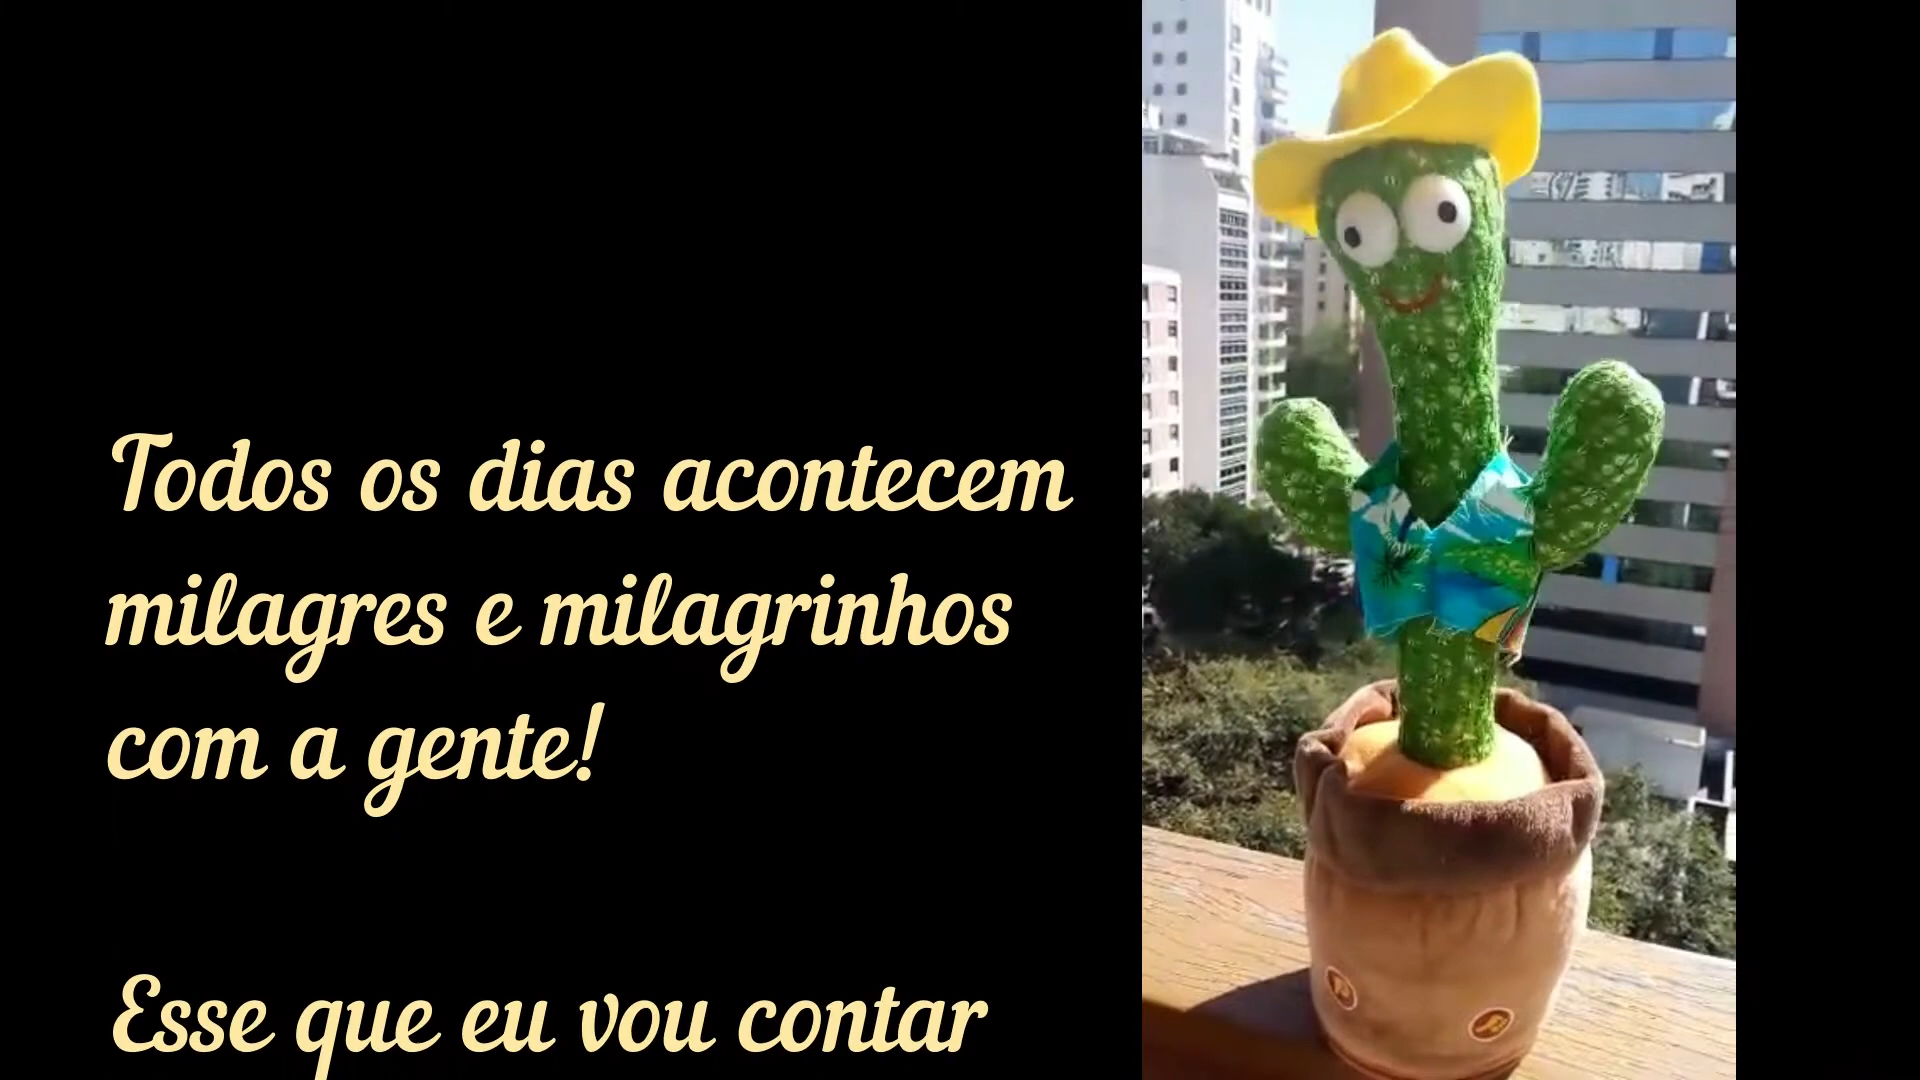 Todos os dias acontecem
milagres e milagrinhos
com a gente!
Esse que eu vou contar